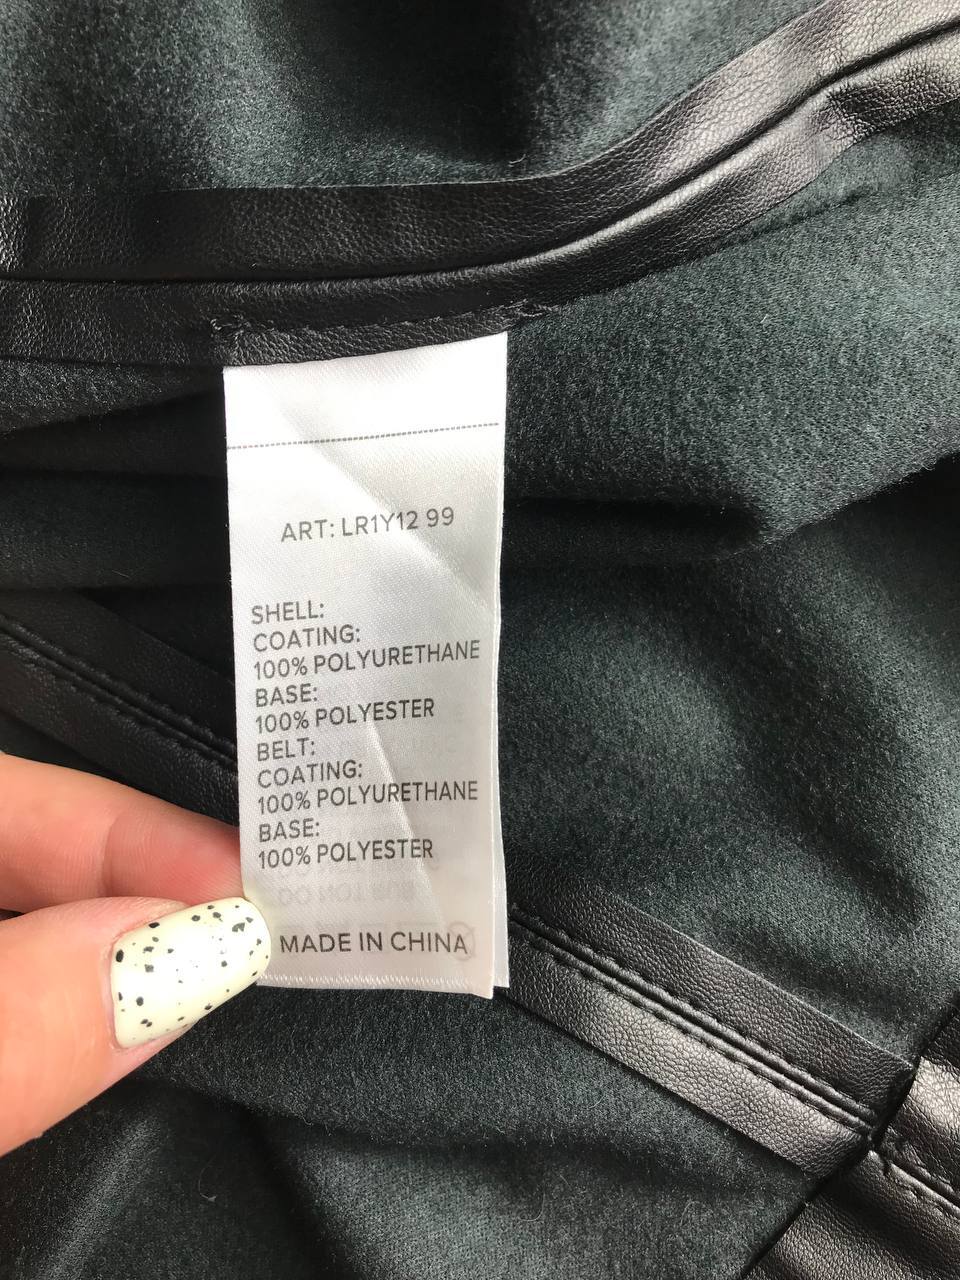 ART: LR1Y12 99
SHELL:
COATING:
100% POLYURETHANE
BASE:
100% POLYESTER
BELT:
COATING:
100% POLYURETHANE
BASE:
100% POLYESTER
MADE IN CHINA